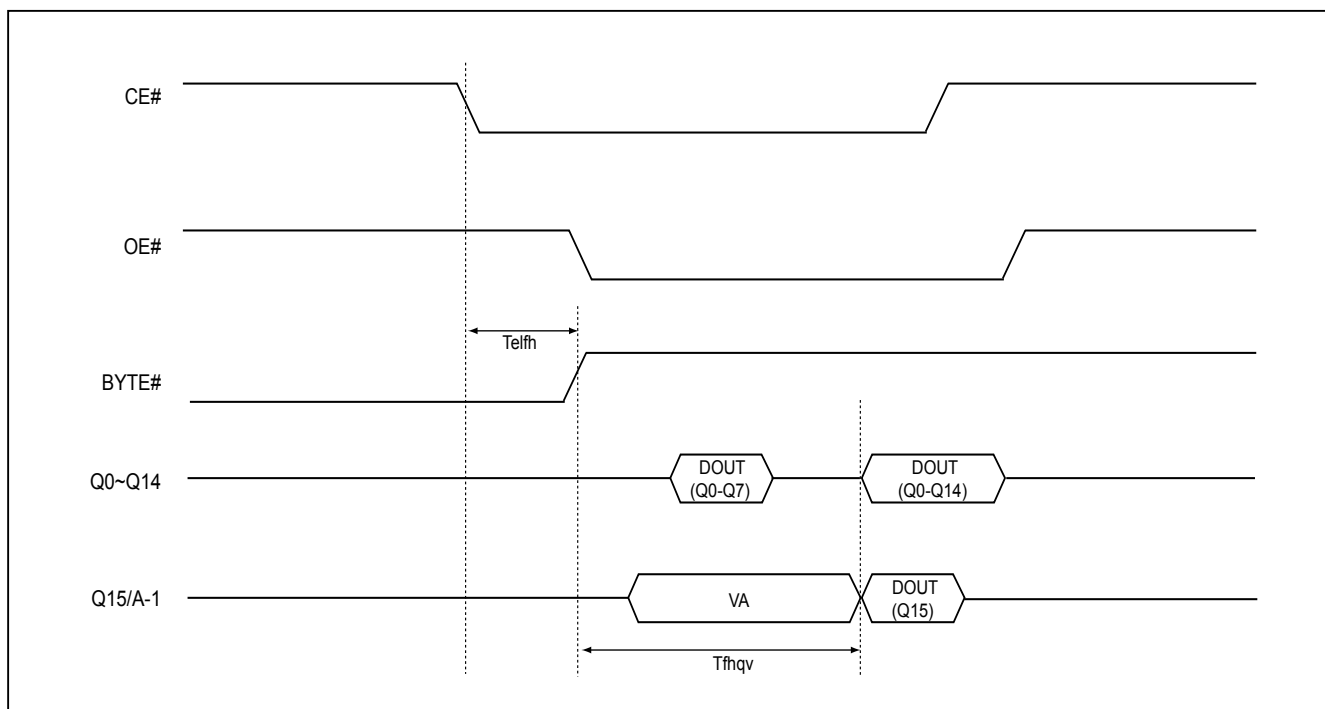 CE#
OE#
Telfh
BYTE#
Q0~Q14
DOUT
(Q0-Q7)
DOUT
(Q0-Q14)
Q15/A-1
VA
DOUT
(Q15)
Tfhqv